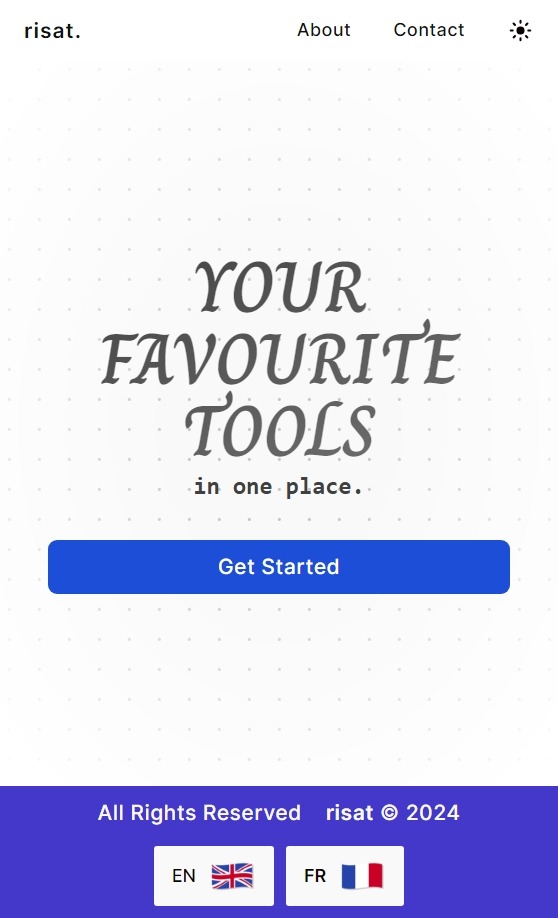 risat. About Contact
YOUR
FAVOURITE
TOOLS
in one place.
Get Started
All Rights Reserved risat © 2024
EN FR